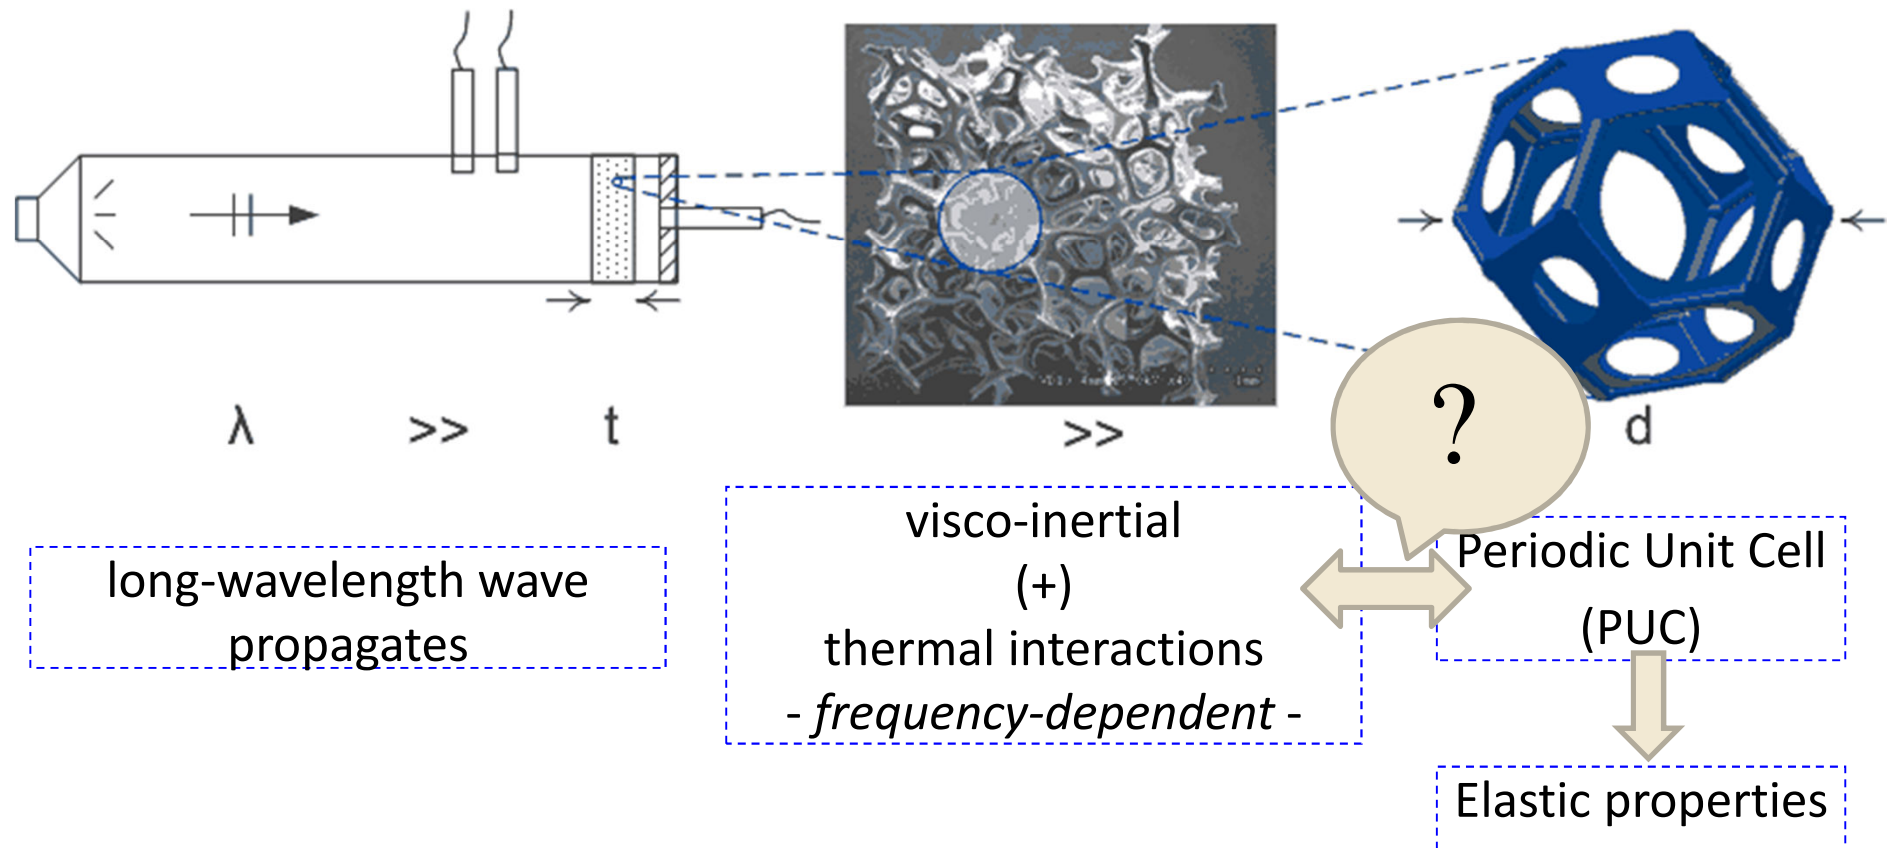 λ >> t >> d
?
long-wavelength wave
propagates
visco-inertial
(+)
thermal interactions
- frequency-dependent -
Periodic Unit Cell
(PUC)
Elastic properties